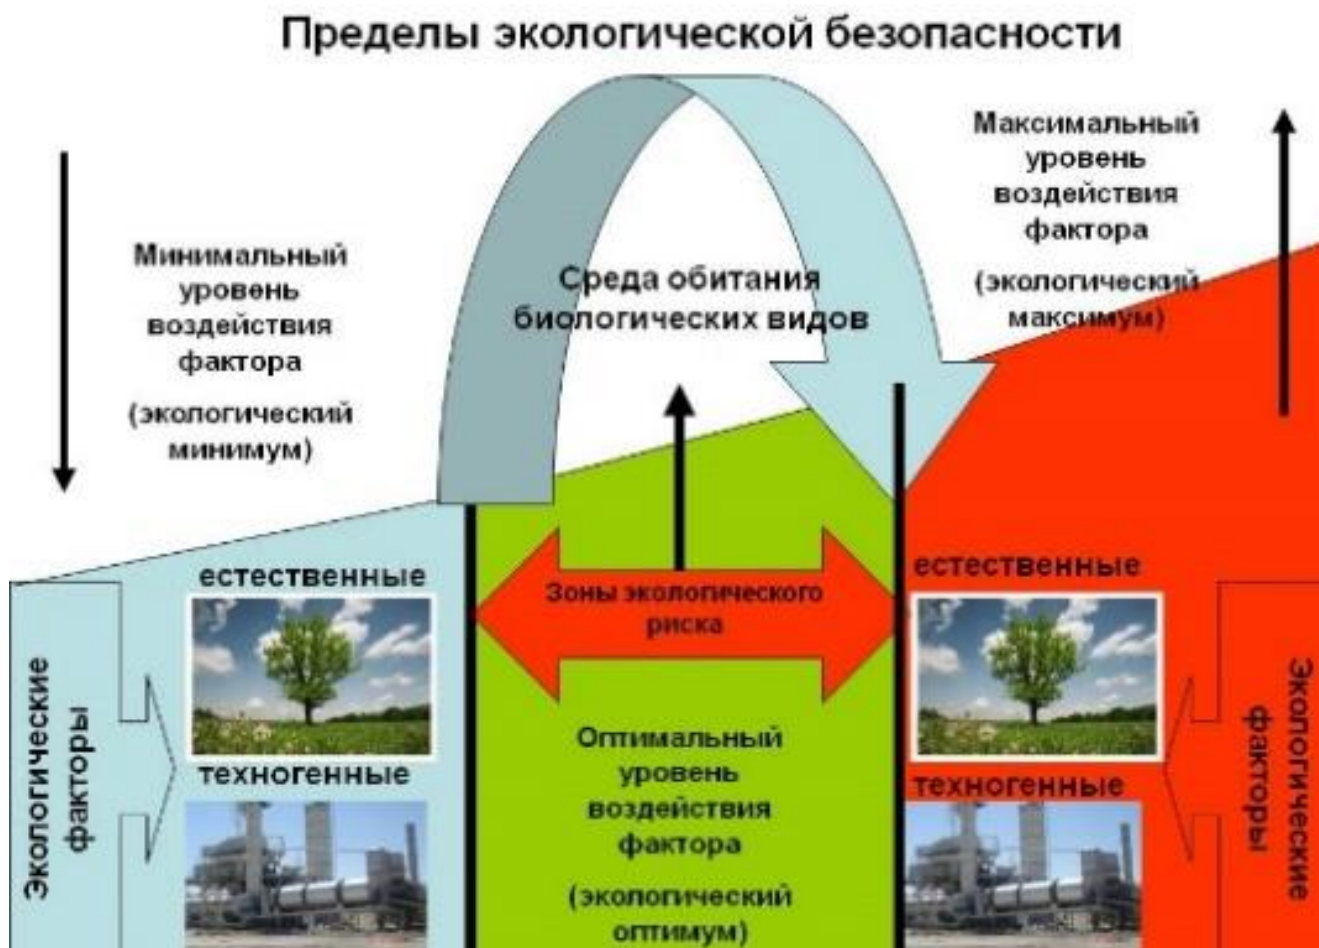 Пределы экологической безопасности
Минимальный
уровень
воздействия
фактора
(экологический
минимум)
Среда обитания
биологических видов
Максимальный
уровень
воздействия
фактора
(экологический
максимум)
Экологические
факторы
естественные
техногенные
Зоны экологического
риска
Оптимальный
уровень
воздействия
фактора
(экологический
оптимум)
естественные
техногенные
Экологические
факторы